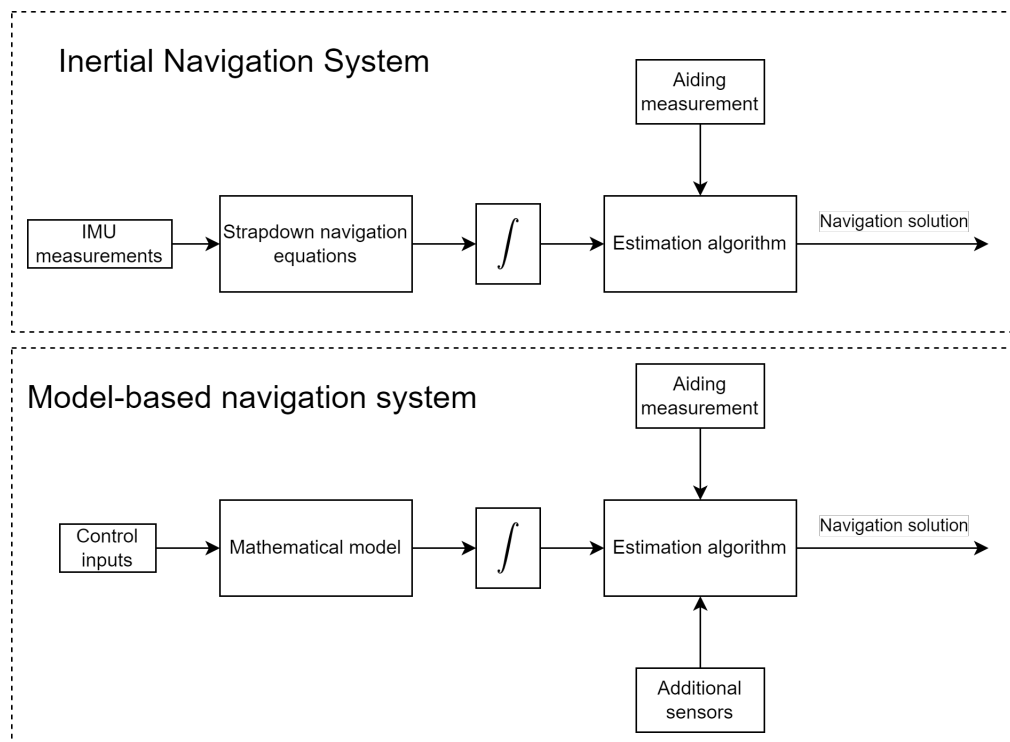 Inertial Navigation System
Aiding
measurement
IMU
measurements
Strapdown navigation
equations
∫
Estimation algorithm
Navigation solution
Model-based navigation system
Aiding
measurement
Control
inputs
Mathematical model
∫
Estimation algorithm
Navigation solution
Additional
sensors